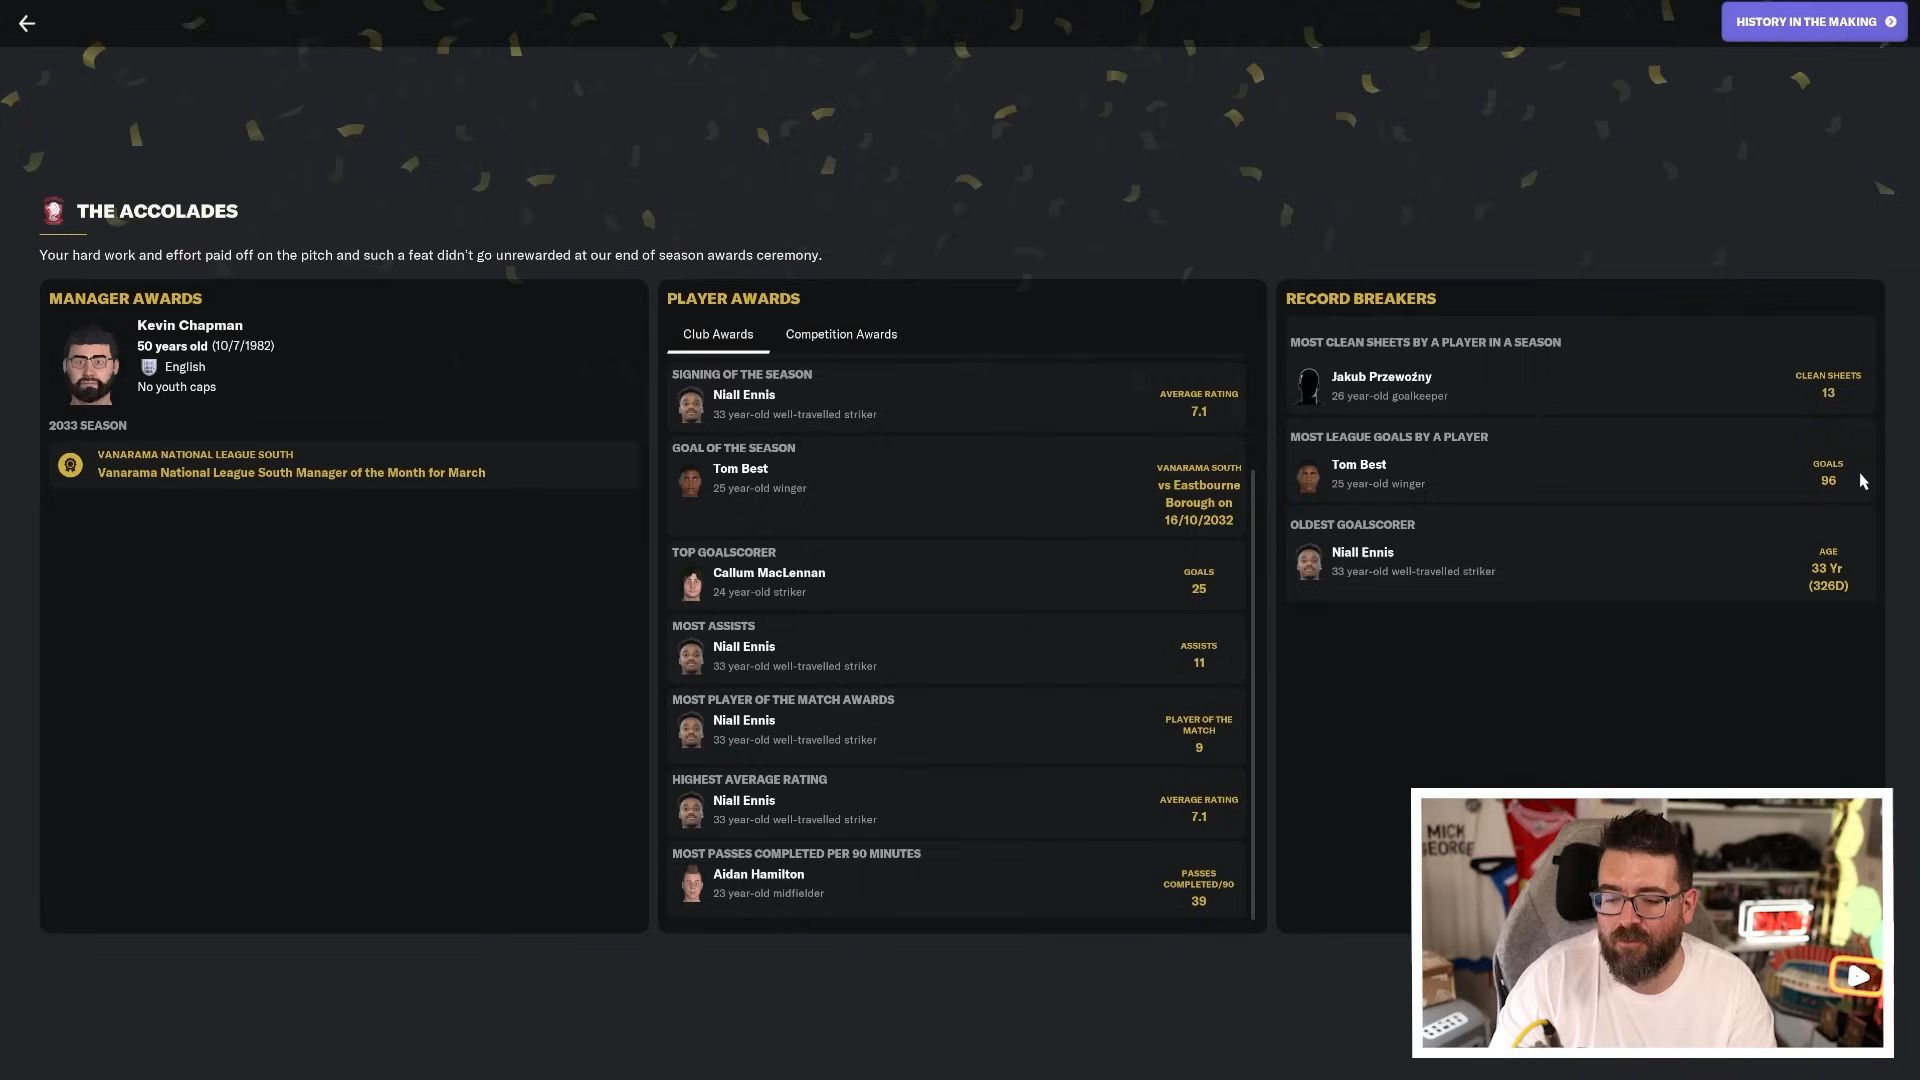 HISTORY IN THE MAKING
THE ACCOLADES
Your hard work and effort paid off on the pitch and such a feat didn't go unrewarded at our end of season awards ceremony.
MANAGER AWARDS
Kevin Chapman
50 years old (10/7/1982)
English
No youth caps
2033 SEASON
VANARAMA NATIONAL LEAGUE SOUTH
Vanarama National League South Manager of the Month for March
PLAYER AWARDS
Club Awards
Competition Awards
SIGNING OF THE SEASON
Niall Ennis
33 year-old well-travelled striker
AVERAGE RATING
7.1
GOAL OF THE SEASON
Tom Best
25 year-old winger
VANARAMA SOUTH
vs Eastbourne
Borough on
16/10/2032
TOP GOALSCORER
Callum MacLennan
24 year-old striker
GOALS
25
MOST ASSISTS
Niall Ennis
33 year-old well-travelled striker
ASSISTS
11
MOST PLAYER OF THE MATCH AWARDS
Niall Ennis
33 year-old well-travelled striker
PLAYER OF THE
MATCH
9
HIGHEST AVERAGE RATING
Niall Ennis
33 year-old well-travelled striker
AVERAGE RATING
7.1
MOST PASSES COMPLETED PER 90 MINUTES
Aidan Hamilton
23 year-old midfielder
PASSES
COMPLETED/90
39
RECORD BREAKERS
MOST CLEAN SHEETS BY A PLAYER IN A SEASON
Jakub Przewoźny
26 year-old goalkeeper
CLEAN SHEETS
13
MOST LEAGUE GOALS BY A PLAYER
Tom Best
25 year-old winger
GOALS
96
OLDEST GOALSCORER
Niall Ennis
33 year-old well-travelled striker
AGE
33 Yr
(326D)
MICK
GEORGE